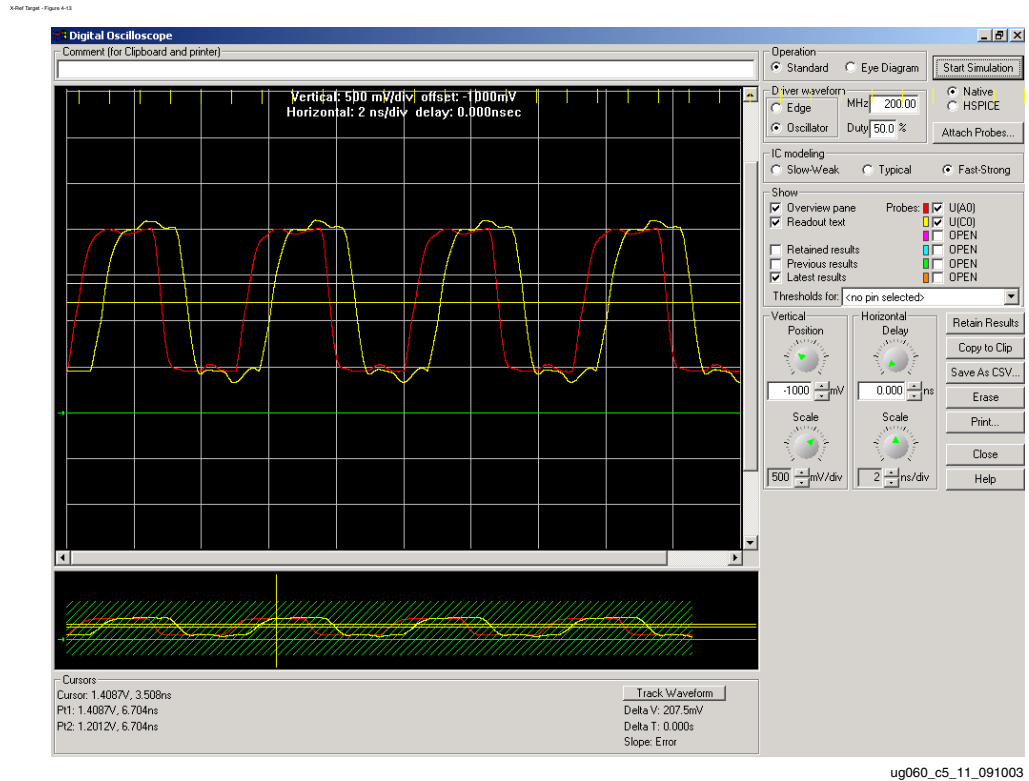 X-Ref Target - Figure 4-13
Digital Oscilloscope
Comment (for Clipboard and printer)
Vertical: 500 mV/div offset: -1000mV
Horizontal: 2 ns/div delay: 0.000nsec
Operation
Standard Eye Diagram Start Simulation
Driver waveform
Edge MHz 200.00 Native
HSPICE
Oscillator Duty 50.0 % Attach Probes...
IC modeling
Slow-Weak Typical Fast-Strong
Show
Overview pane Probes: U(A0)
Readout text U(C0)
OPEN
Retained results OPEN
Previous results OPEN
Latest results OPEN
Thresholds for: <no pin selected>
Vertical Horizontal Retain Results
Position Delay
Copy to Clip
Save As CSV...
-1000 mV 0.000 ns Erase
Scale Scale Print...
Close
500 mV/div 2 ns/div Help
Cursors
Cursor: 1.4087V, 3.508ns Track Waveform
Pt1: 1.4087V, 6.704ns Delta V: 207.5mV
Pt2: 1.2012V, 6.704ns Delta T: 0.000s
Slope: Error
ug060_c5_11_091003